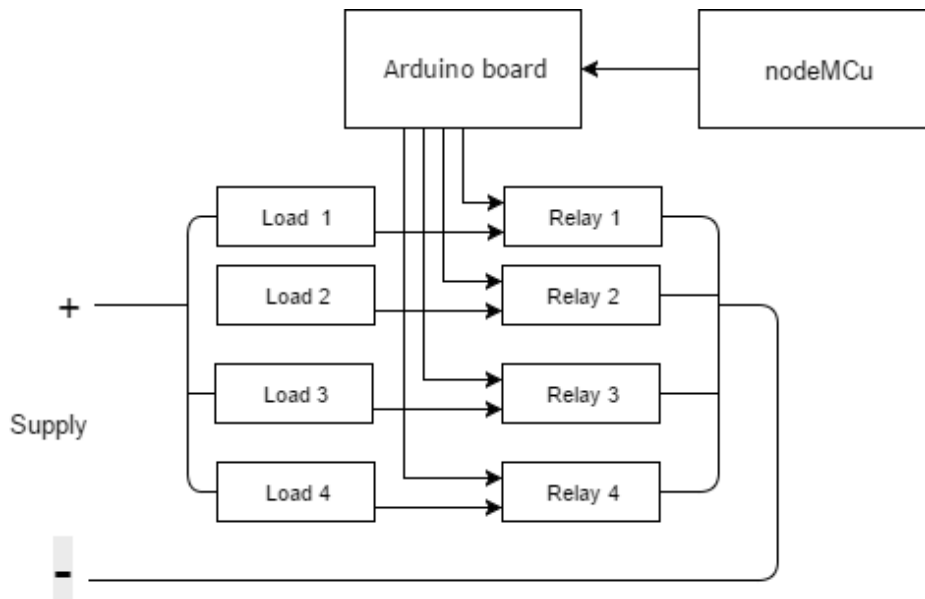 Arduino board
nodeMCu
Load 1
Relay 1
Load 2
Relay 2
+
Load 3
Relay 3
Supply
Load 4
Relay 4
-